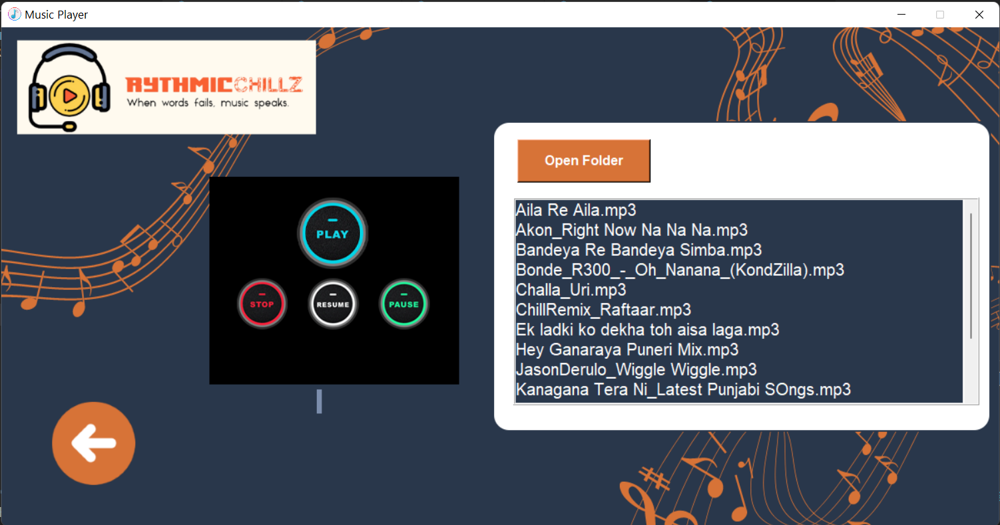 Music Player
RYTHMICCHILLZ
When words fails, music speaks.
Open Folder
PLAY
STOP
RESUME
PAUSE
Aila Re Aila.mp3
Akon_Right Now Na Na Na.mp3
Bandeya Re Bandeya Simba.mp3
Bonde_R300_-_Oh_Nanana_(KondZilla).mp3
Challa_Uri.mp3
ChillRemix_Raftaar.mp3
Ek ladki ko dekha toh aisa laga.mp3
Hey Ganaraya Puneri Mix.mp3
JasonDerulo_Wiggle Wiggle.mp3
Kanagana Tera Ni_Latest Punjabi SOngs.mp3